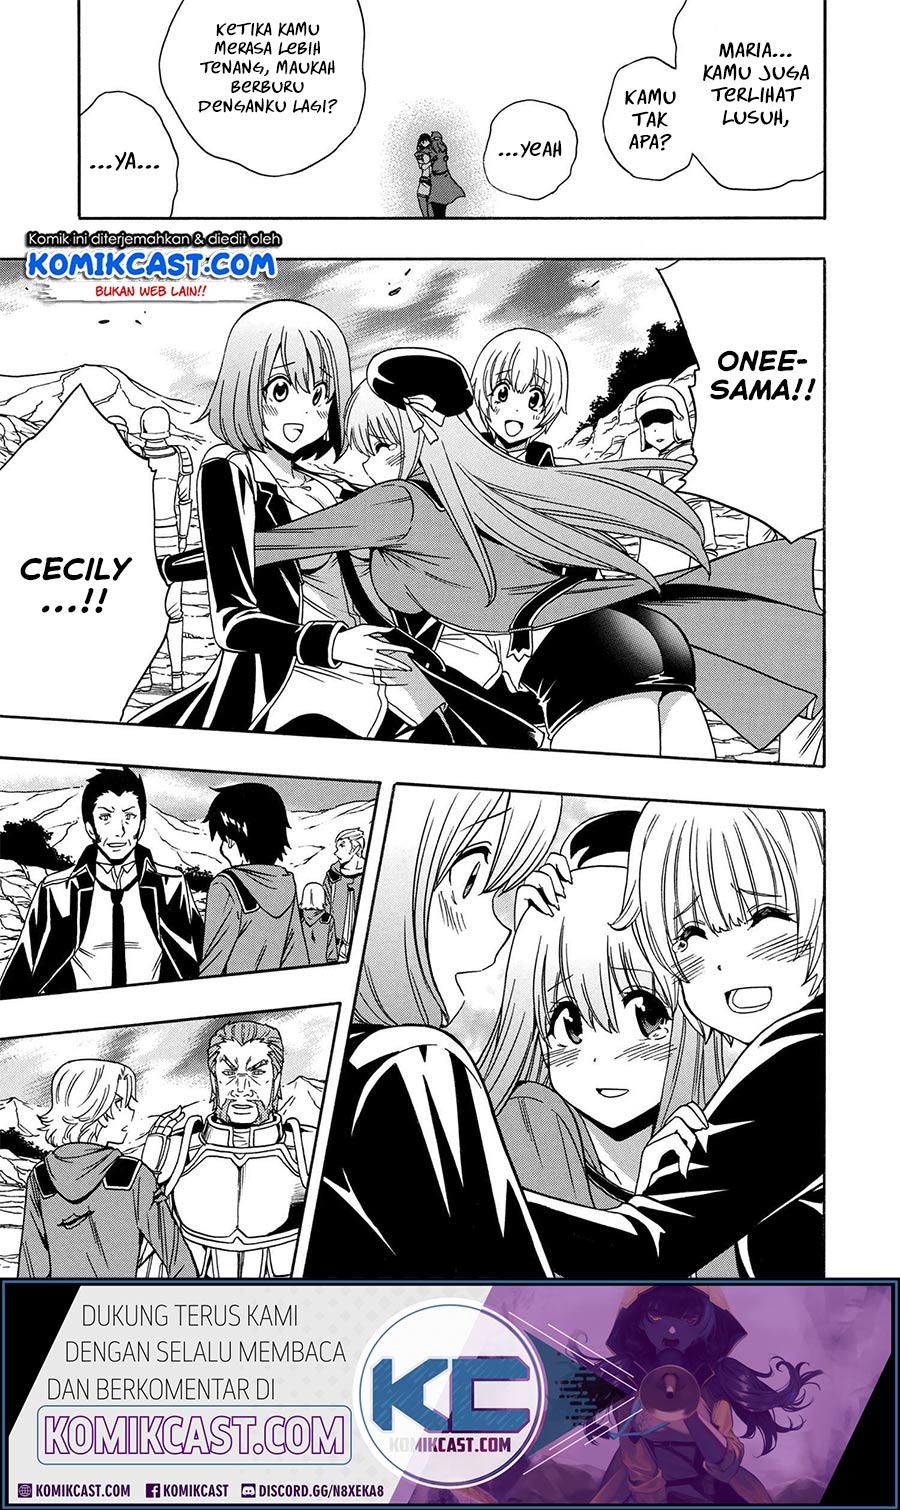 MARIA...
KAMU JUGA
TERLIHAT
LUSUH,
KAMU
TAK
APA?
...YEAH
KETIKA KAMU
MERASA LEBIH
TENANG, MAUKAH
BERBURU
DENGANKU LAGI?
...YA...
Komik ini diterjemahkan & diedit oleh
KOMIKCAST.COM
BUKAN WEB LAIN!!
ONEE-
SAMA!!
CECILY
...!!
DUKUNG TERUS KAMI
DENGAN SELALU MEMBACA
DAN BERKOMENTAR DI
KOMIKCAST.COM
KOMIKCAST.COM
KOMIKCAST
DISCORD.GG/N8XEKA8
KC
KOMIKCAST.COM